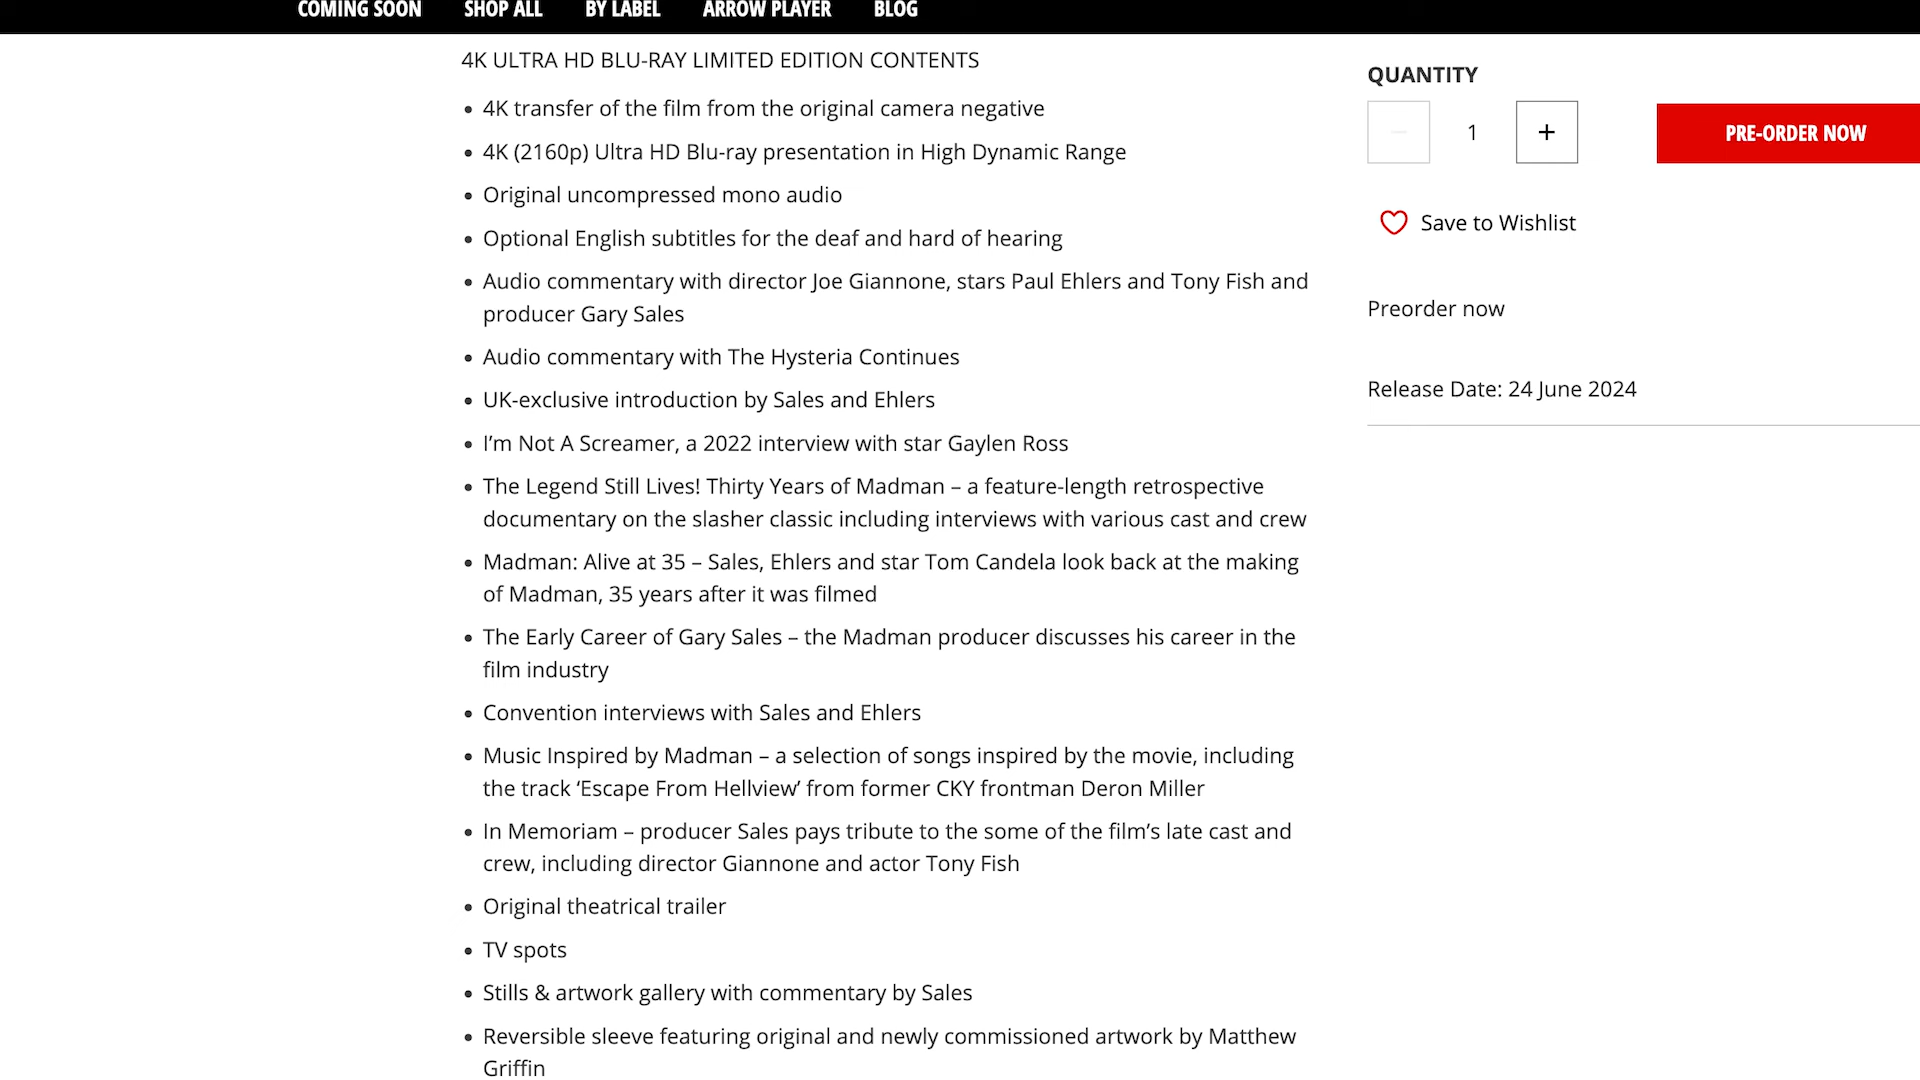 COMING SOON SHOP ALL BY LABEL ARROW PLAYER BLOG
4K ULTRA HD BLU-RAY LIMITED EDITION CONTENTS
4K transfer of the film from the original camera negative
4K (2160p) Ultra HD Blu-ray presentation in High Dynamic Range
Original uncompressed mono audio
Optional English subtitles for the deaf and hard of hearing
Audio commentary with director Joe Giannone, stars Paul Ehlers and Tony Fish and
producer Gary Sales
Audio commentary with The Hysteria Continues
UK-exclusive introduction by Sales and Ehlers
I’m Not A Screamer, a 2022 interview with star Gaylen Ross
The Legend Still Lives! Thirty Years of Madman – a feature-length retrospective
documentary on the slasher classic including interviews with various cast and crew
Madman: Alive at 35 – Sales, Ehlers and star Tom Candela look back at the making
of Madman, 35 years after it was filmed
The Early Career of Gary Sales – the Madman producer discusses his career in the
film industry
Convention interviews with Sales and Ehlers
Music Inspired by Madman – a selection of songs inspired by the movie, including
the track ‘Escape From Hellview’ from former CKY frontman Deron Miller
In Memoriam – producer Sales pays tribute to the some of the film’s late cast and
crew, including director Giannone and actor Tony Fish
Original theatrical trailer
TV spots
Stills & artwork gallery with commentary by Sales
Reversible sleeve featuring original and newly commissioned artwork by Matthew
Griffin
QUANTITY
− 1 +
PRE-ORDER NOW
Save to Wishlist
Preorder now
Release Date: 24 June 2024